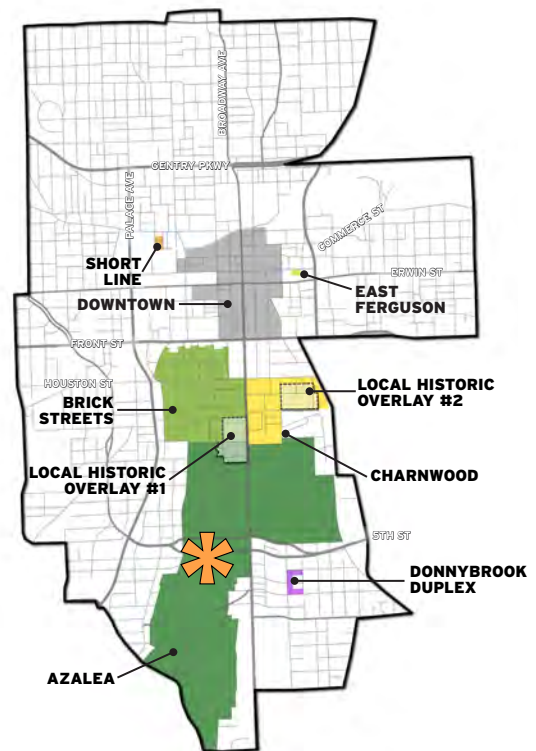 BROADWAY AVE
GENTRY PKWY
PALACE AVE
COMMERCE ST
SHORT
LINE
ERWIN ST
DOWNTOWN
EAST
FERGUSON
FRONT ST
HOUSTON ST
LOCAL HISTORIC
OVERLAY #2
BRICK
STREETS
LOCAL HISTORIC
OVERLAY #1
CHARNWOOD
5TH ST
DONNYBROOK
DUPLEX
AZALEA